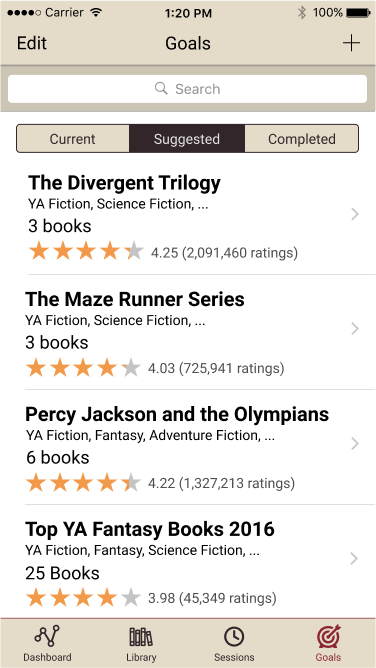 Carrier 1:20 PM 100%
Edit Goals
Search
Current Suggested Completed
The Divergent Trilogy
YA Fiction, Science Fiction, ...
3 books
4.25 (2,091,460 ratings)
The Maze Runner Series
YA Fiction, Science Fiction, ...
3 books
4.03 (725,941 ratings)
Percy Jackson and the Olympians
YA Fiction, Fantasy, Adventure Fiction, ...
6 books
4.22 (1,327,213 ratings)
Top YA Fantasy Books 2016
YA Fiction, Fantasy, Science Fiction, ...
25 Books
3.98 (45,349 ratings)
Dashboard Library Sessions Goals